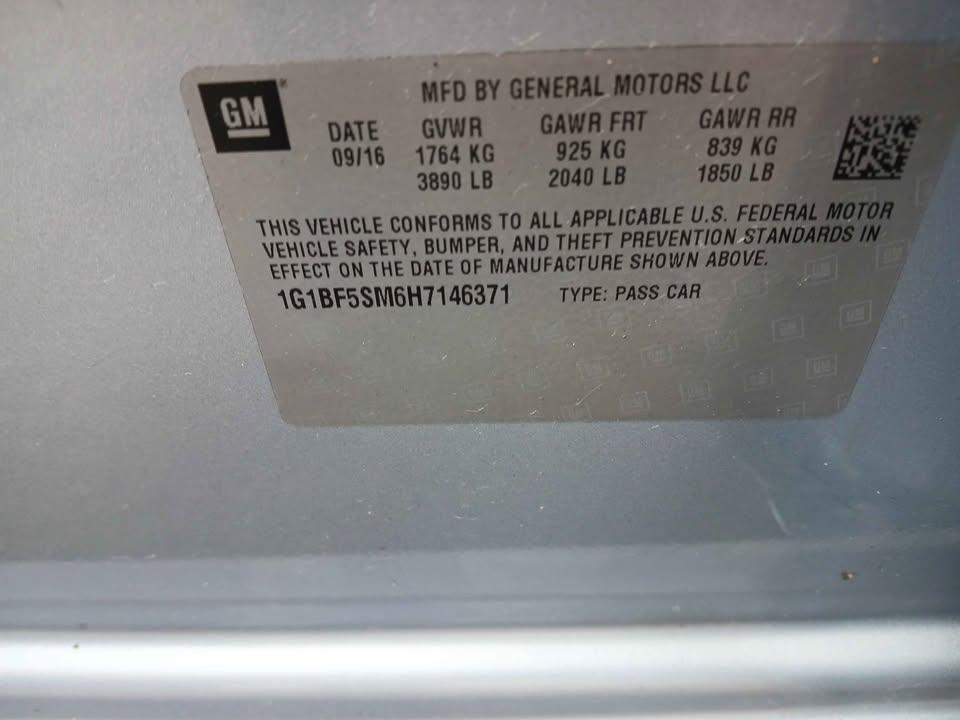 GM
MFD BY GENERAL MOTORS LLC
DATE GVWR GAWR FRT GAWR RR
09/16 1764 KG 925 KG 839 KG
3890 LB 2040 LB 1850 LB
THIS VEHICLE CONFORMS TO ALL APPLICABLE U.S. FEDERAL MOTOR
VEHICLE SAFETY, BUMPER, AND THEFT PREVENTION STANDARDS IN
EFFECT ON THE DATE OF MANUFACTURE SHOWN ABOVE.
1G1BF5SM6H7146371 TYPE: PASS CAR